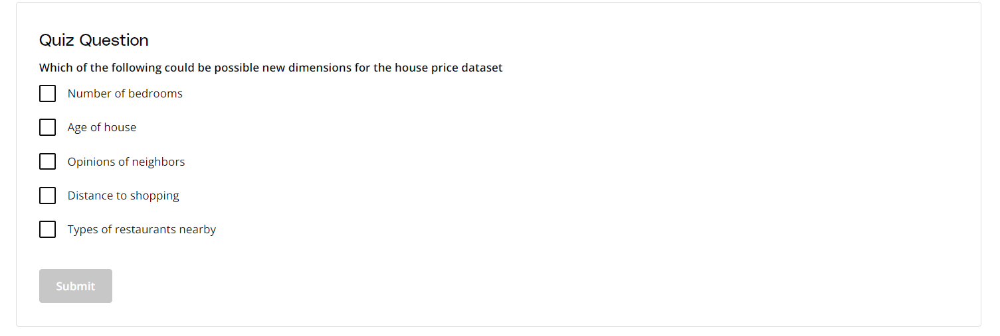 Quiz Question
Which of the following could be possible new dimensions for the house price dataset
Number of bedrooms
Age of house
Opinions of neighbors
Distance to shopping
Types of restaurants nearby
Submit